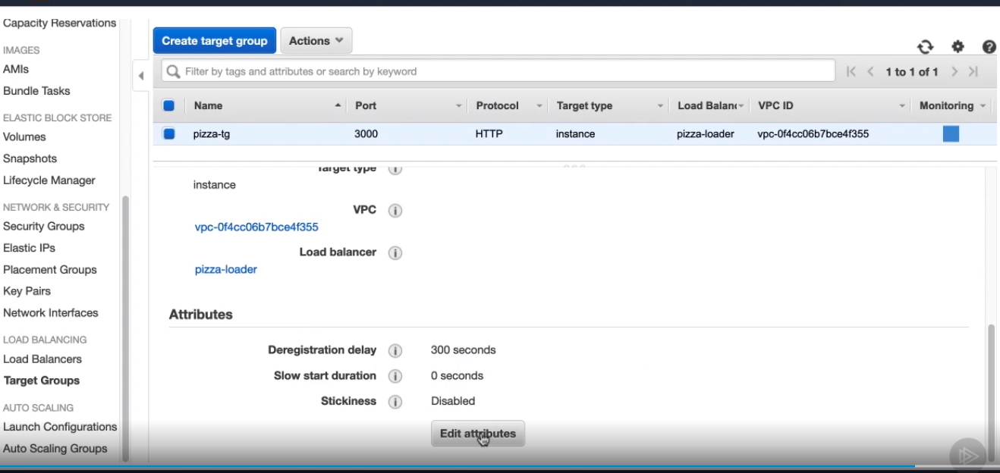 Capacity Reservations
IMAGES
AMIs
Bundle Tasks
ELASTIC BLOCK STORE
Volumes
Snapshots
Lifecycle Manager
NETWORK & SECURITY
Security Groups
Elastic IPs
Placement Groups
Key Pairs
Network Interfaces
LOAD BALANCING
Load Balancers
Target Groups
AUTO SCALING
Launch Configurations
Auto Scaling Groups
Create target group Actions
Filter by tags and attributes or search by keyword 1 to 1 of 1
Name Port Protocol Target type Load Balanc VPC ID Monitoring
pizza-tg 3000 HTTP instance pizza-loader vpc-0f4cc06b7bce4f355
Target type
instance
VPC
vpc-0f4cc06b7bce4f355
Load balancer
pizza-loader
Attributes
Deregistration delay 300 seconds
Slow start duration 0 seconds
Stickiness Disabled
Edit attributes